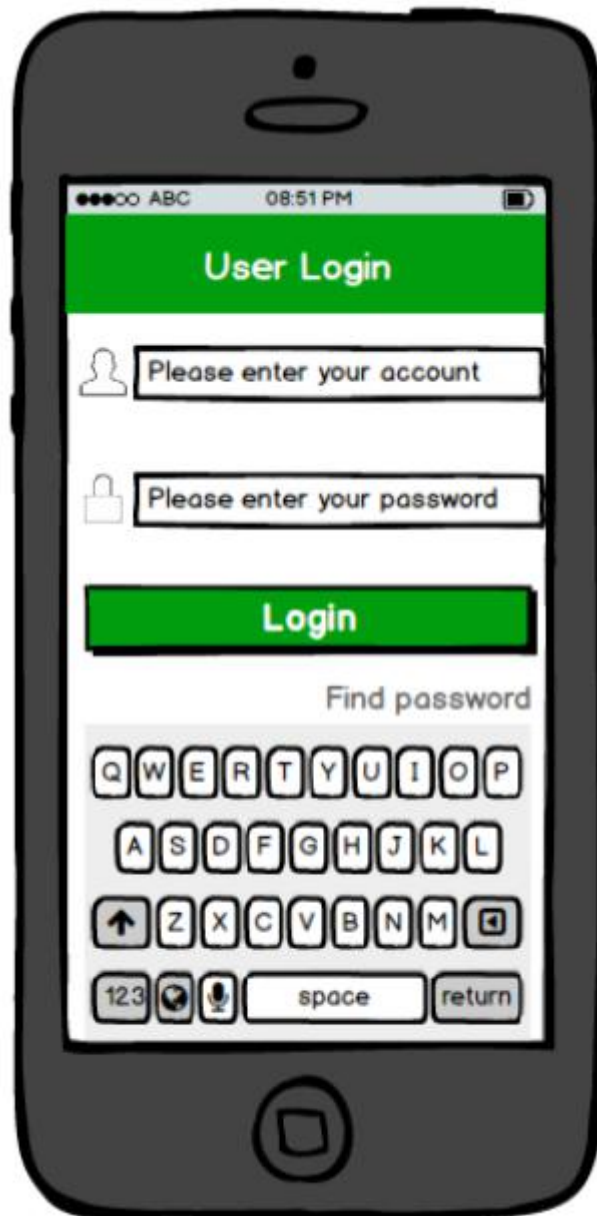 ABC 08:51 PM
User Login
Please enter your account
Please enter your password
Login
Find password
Q W E R T Y U I O P
A S D F G H J K L
Z X C V B N M
123 space return